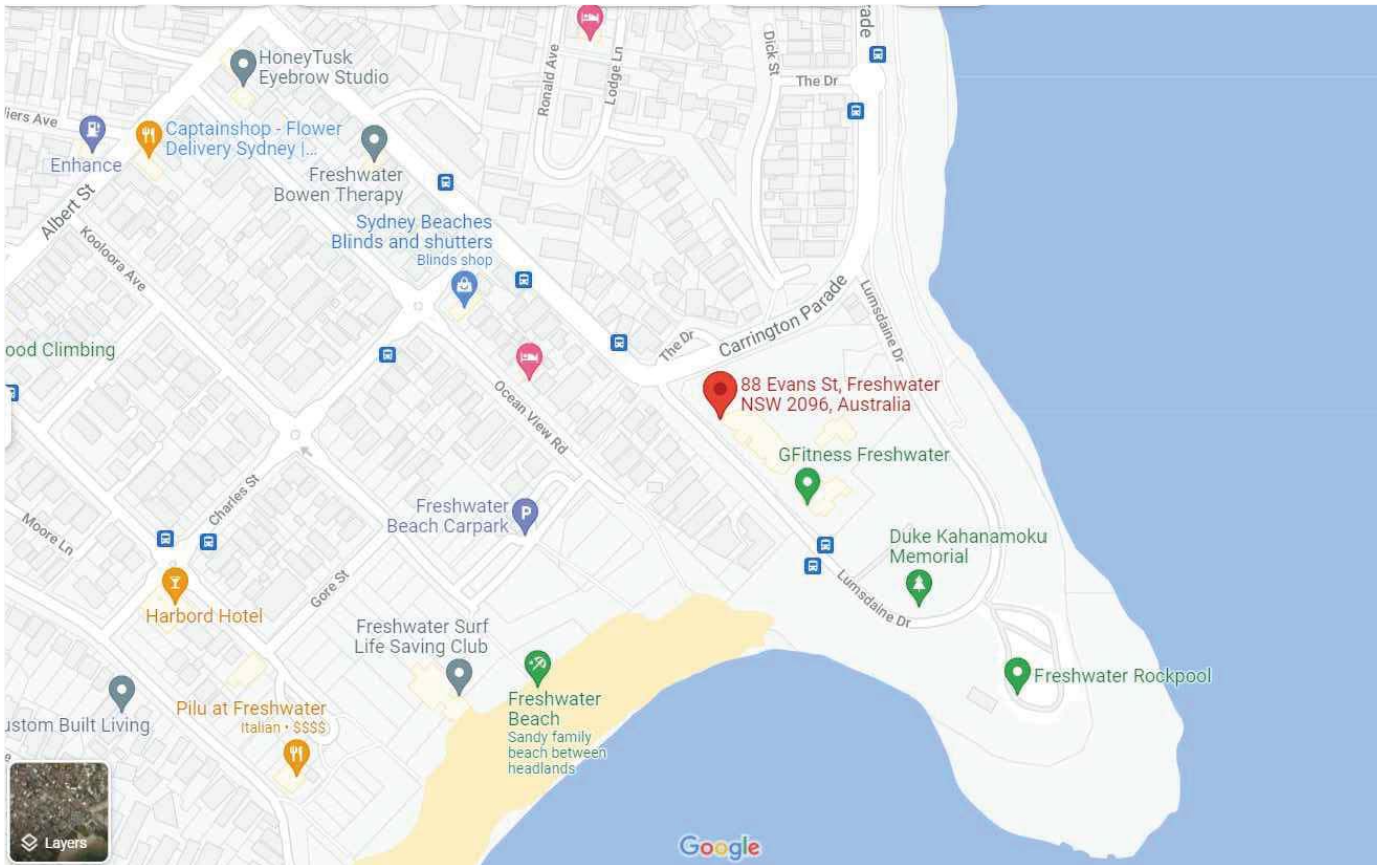 rade
Dick St
The Dr
Ronald Ave
Lodge Ln
HoneyTusk
Eyebrow Studio
liers Ave
Captainshop - Flower
Delivery Sydney |...
Enhance
Freshwater
Bowen Therapy
Albert St
Kooloora Ave
Sydney Beaches
Blinds and shutters
Blinds shop
Lumsdaine Dr
Carrington Parade
The Dr
ood Climbing
88 Evans St, Freshwater
NSW 2096, Australia
Ocean View Rd
GFitness Freshwater
Charles St
Freshwater
Beach Carpark
P
Moore Ln
Duke Kahanamoku
Memorial
Gore St
Harbord Hotel
Lumsdaine Dr
Freshwater Surf
Life Saving Club
Freshwater Rockpool
Freshwater
Beach
Sandy family
beach between
headlands
Pilu at Freshwater
Italian • $$$$
ustom Built Living
e
Layers
Google